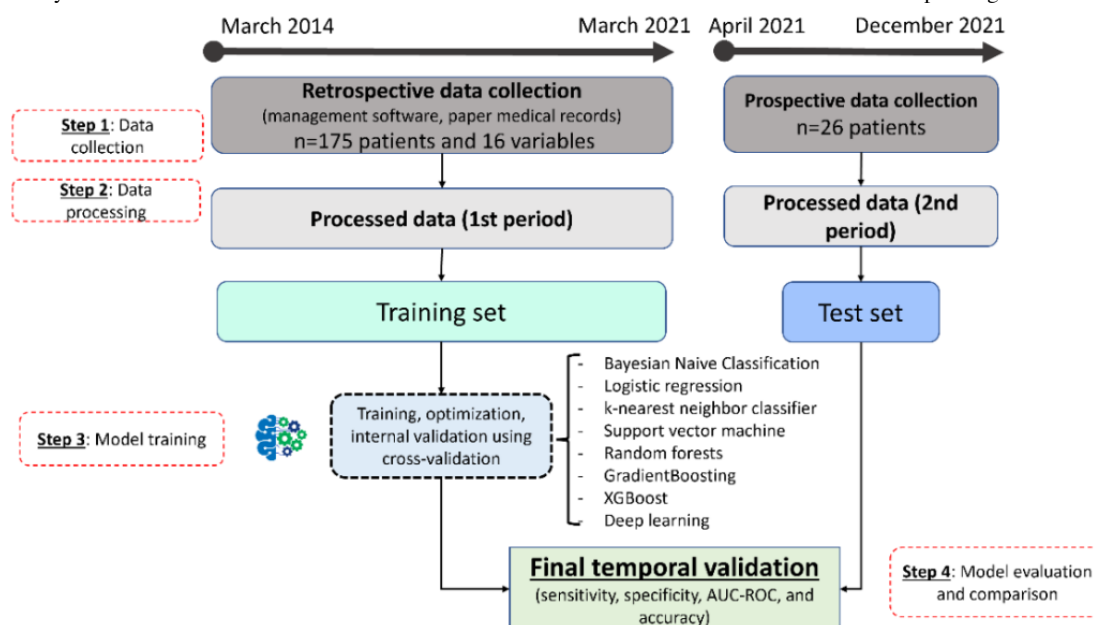 March 2014
March 2021
April 2021
December 2021
Retrospective data collection
(management software, paper medical records)
n=175 patients and 16 variables
Prospective data collection
n=26 patients
Step 1: Data
collection
Step 2: Data
processing
Processed data (1st period)
Processed data (2nd
period)
Training set
Test set
Step 3: Model training
Training, optimization,
internal validation using
cross-validation
- Bayesian Naive Classification
- Logistic regression
- k-nearest neighbor classifier
- Support vector machine
- Random forests
- GradientBoosting
- XGBoost
- Deep learning
Final temporal validation
(sensitivity, specificity, AUC-ROC, and
accuracy)
Step 4: Model evaluation
and comparison